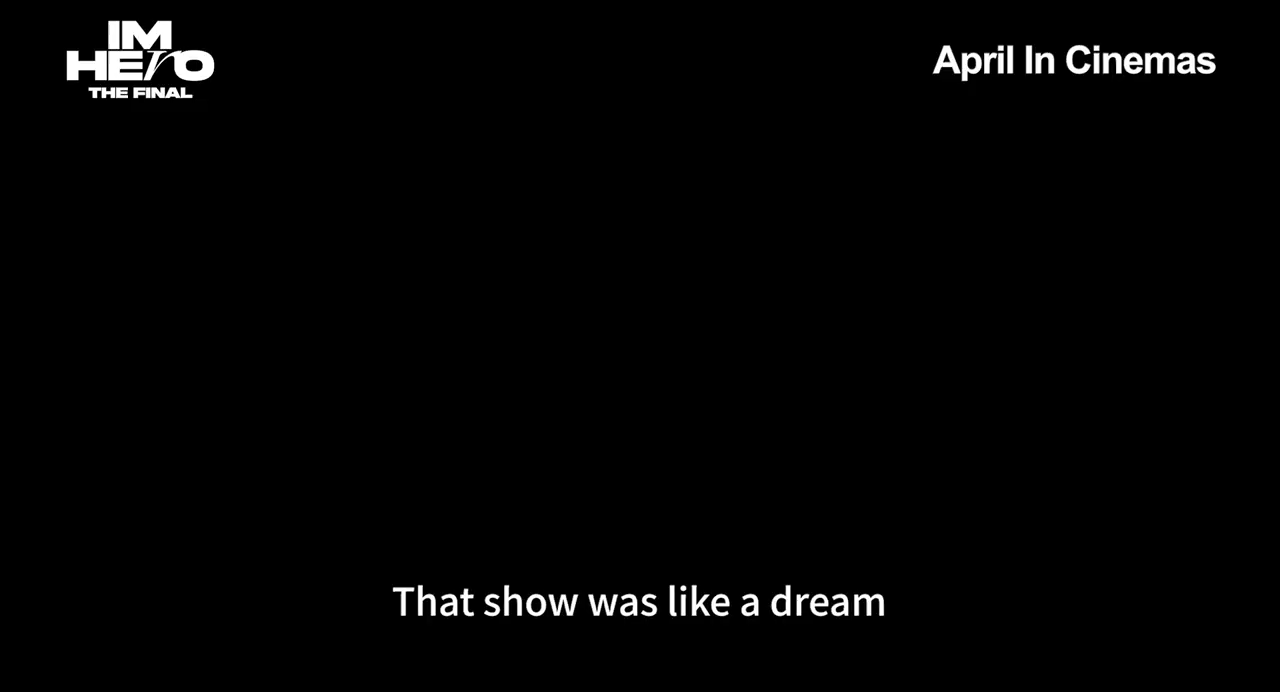 IM
HErO
THE FINAL
April In Cinemas
That show was like a dream